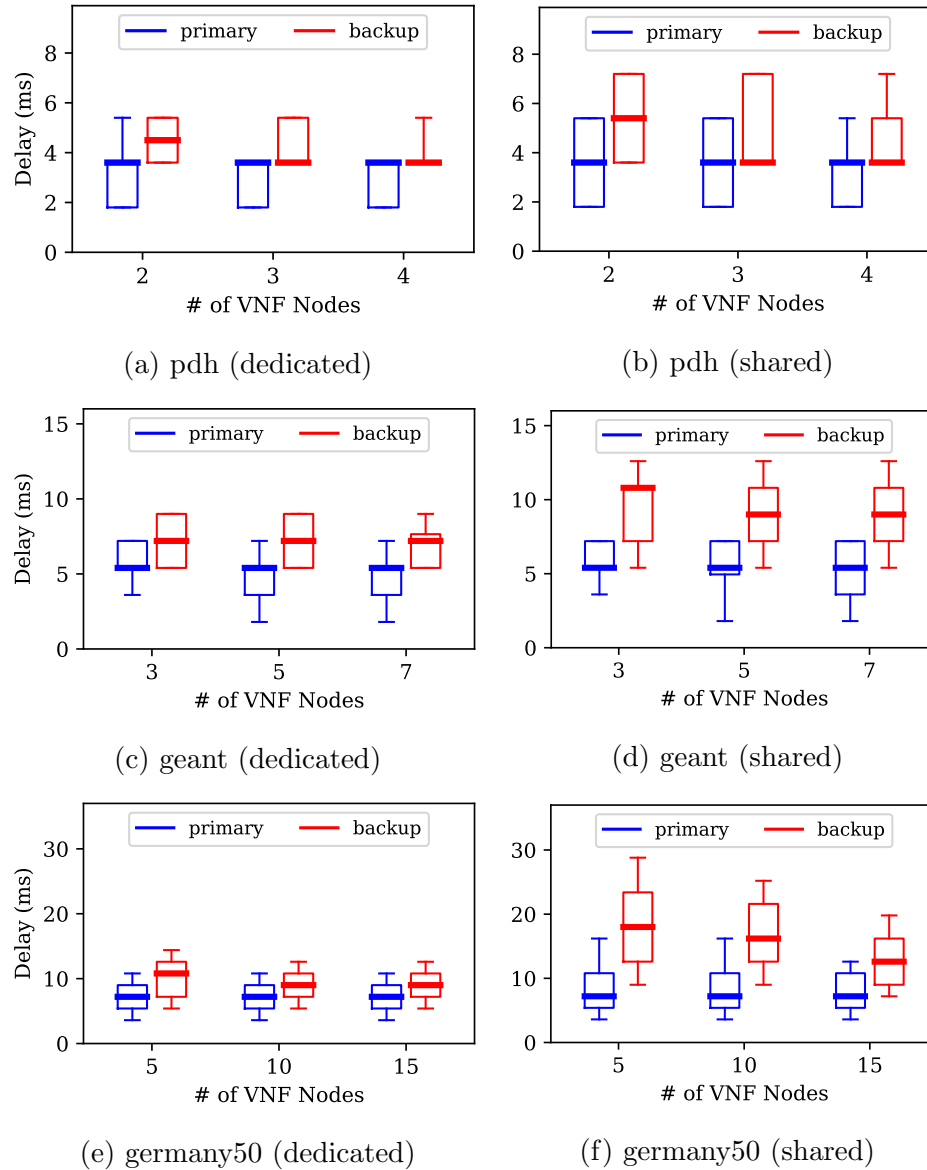 primary backup
8
6
4
2
0
Delay (ms)
2 3 4
# of VNF Nodes
(a) pdh (dedicated)
primary backup
8
6
4
2
0
2 3 4
# of VNF Nodes
(b) pdh (shared)
primary backup
15
10
5
0
Delay (ms)
3 5 7
# of VNF Nodes
(c) geant (dedicated)
primary backup
15
10
5
0
3 5 7
# of VNF Nodes
(d) geant (shared)
primary backup
30
20
10
0
Delay (ms)
5 10 15
# of VNF Nodes
(e) germany50 (dedicated)
primary backup
30
20
10
0
5 10 15
# of VNF Nodes
(f) germany50 (shared)